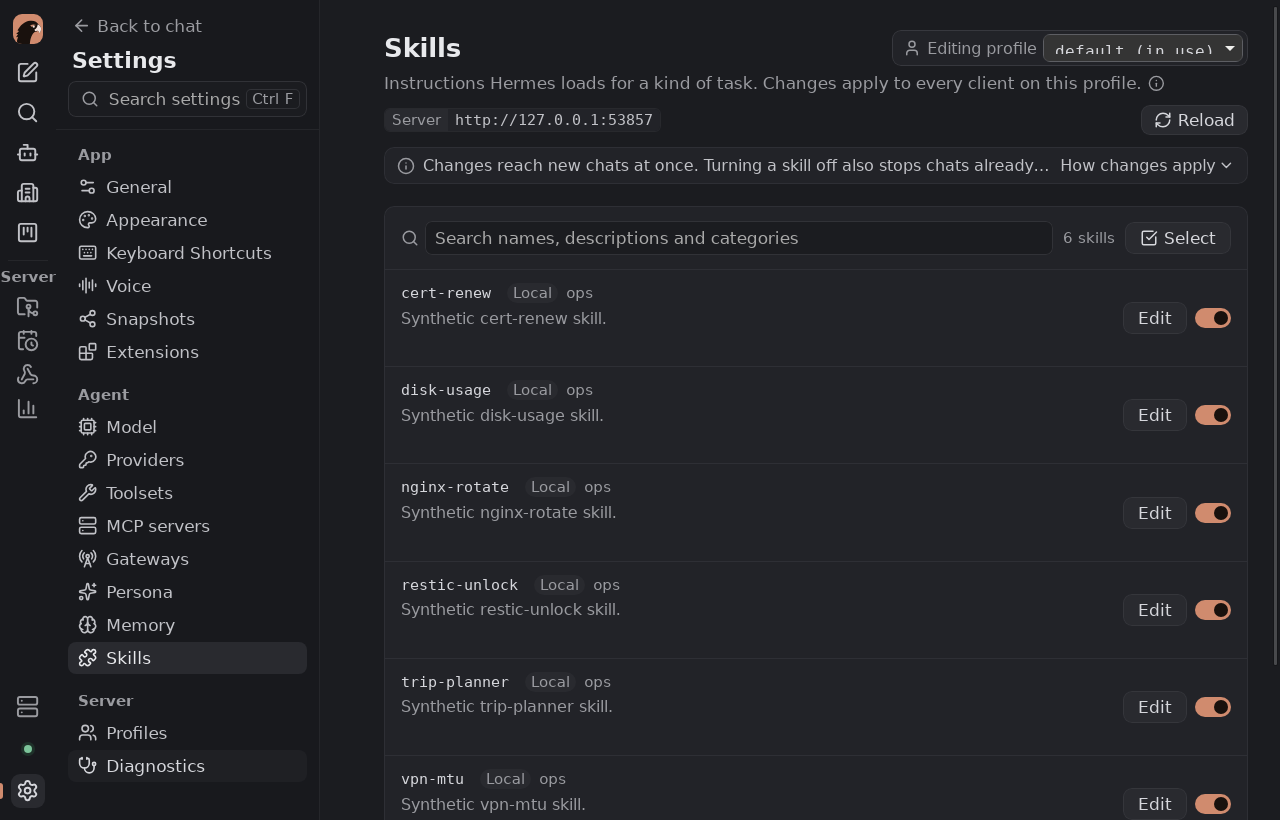 Back to chat
Settings
Search settings Ctrl F
App
General
Appearance
Keyboard Shortcuts
Voice
Snapshots
Extensions
Agent
Model
Providers
Toolsets
MCP servers
Gateways
Persona
Memory
Skills
Server
Profiles
Diagnostics
Server
Skills
Editing profile default (in use)
Instructions Hermes loads for a kind of task. Changes apply to every client on this profile.
Server http://127.0.0.1:53857
Reload
Changes reach new chats at once. Turning a skill off also stops chats already… How changes apply
Search names, descriptions and categories 6 skills Select
cert-renew Local ops
Synthetic cert-renew skill.
Edit
disk-usage Local ops
Synthetic disk-usage skill.
Edit
nginx-rotate Local ops
Synthetic nginx-rotate skill.
Edit
restic-unlock Local ops
Synthetic restic-unlock skill.
Edit
trip-planner Local ops
Synthetic trip-planner skill.
Edit
vpn-mtu Local ops
Synthetic vpn-mtu skill.
Edit